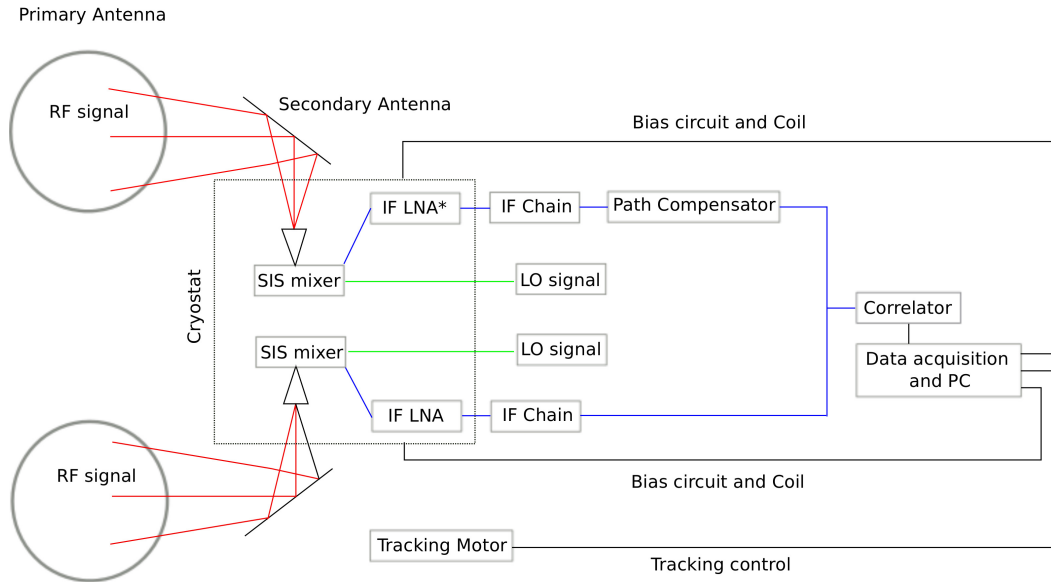 Primary Antenna
RF signal
Secondary Antenna
Bias circuit and Coil
IF LNA*
IF Chain
Path Compensator
Cryostat
SIS mixer
LO signal
Correlator
SIS mixer
LO signal
Data acquisition
and PC
IF LNA
IF Chain
RF signal
Bias circuit and Coil
Tracking Motor
Tracking control